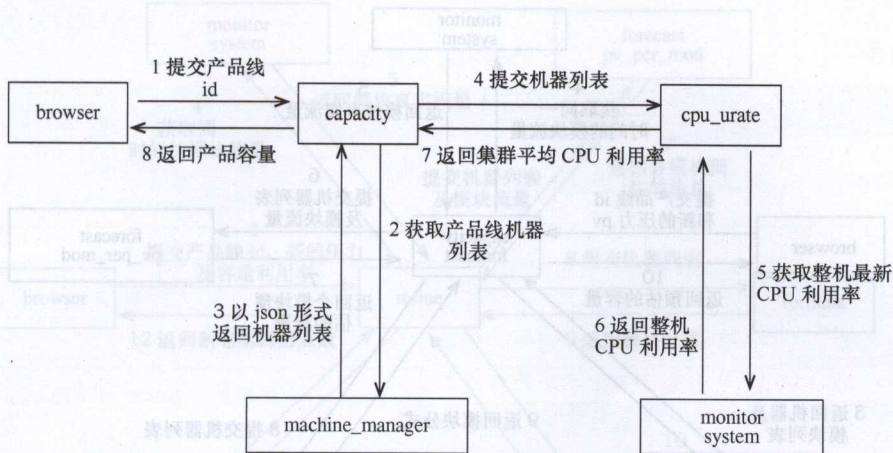 1 提交产品线
id
browser
8 返回产品容量
capacity
4 提交机器列表
7 返回集群平均 CPU 利用率
cpu_urate
2 获取产品线机器
列表
3 以 json 形式
返回机器列表
5 获取整机最新
CPU 利用率
6 返回整机
CPU 利用率
machine_manager
monitor
system